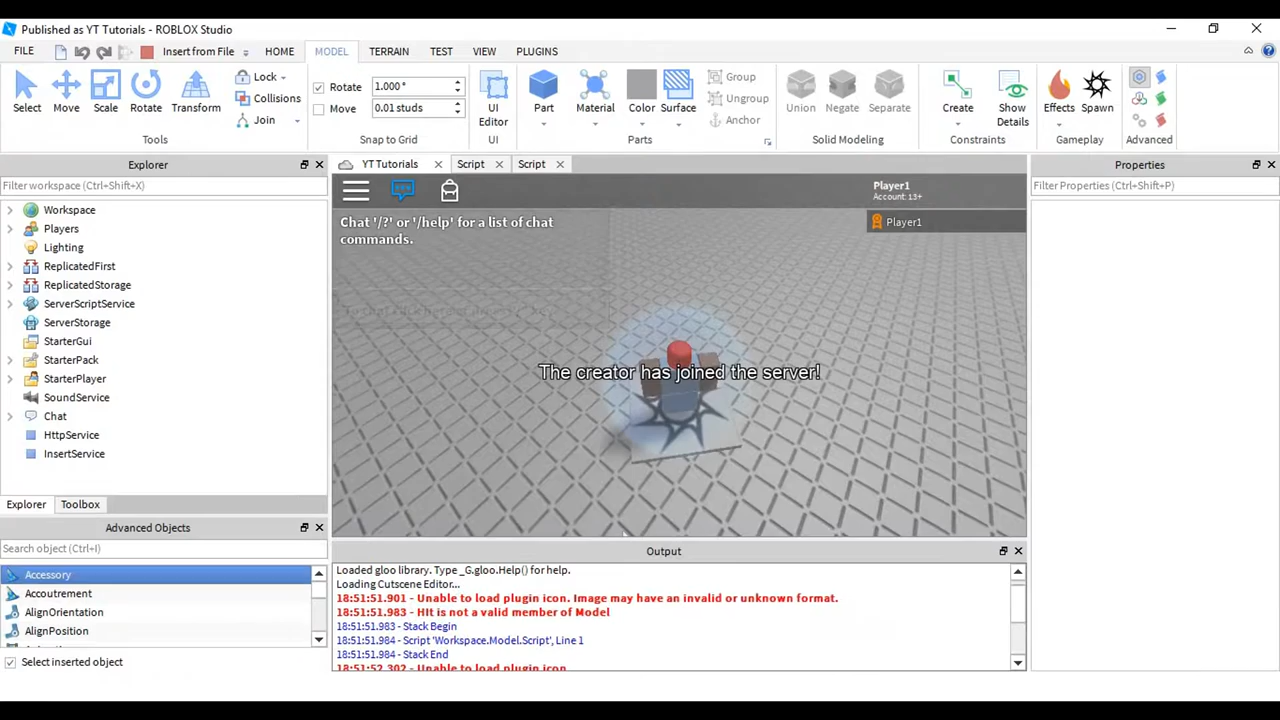 Published as YT Tutorials - ROBLOX Studio
FILE
Insert from File
HOME
MODEL
TERRAIN
TEST
VIEW
PLUGINS
Select
Move
Scale
Rotate
Transform
Lock
Collisions
Join
Rotate
1.000 °
Move
0.01 studs
UI
Editor
Part
Material
Color
Surface
Group
Ungroup
Anchor
Union
Negate
Separate
Create
Show
Details
Effects
Spawn
Tools
Snap to Grid
UI
Parts
Solid Modeling
Constraints
Gameplay
Advanced
Explorer
Filter workspace (Ctrl+Shift+X)
Workspace
Players
Lighting
ReplicatedFirst
ReplicatedStorage
ServerScriptService
ServerStorage
StarterGui
StarterPack
StarterPlayer
SoundService
Chat
HttpService
InsertService
Explorer
Toolbox
Advanced Objects
Search object (Ctrl+I)
Accessory
Accoutrement
AlignOrientation
AlignPosition
Select inserted object
YT Tutorials
Script
Script
Player1
Account: 13+
Player1
Chat '/?' or '/help' for a list of chat
commands.
The creator has joined the server!
Output
Loaded gloo library. Type _G.gloo.Help() for help.
Loading Cutscene Editor...
18:51:51.901 - Unable to load plugin icon. Image may have an invalid or unknown format.
18:51:51.983 - HIt is not a valid member of Model
18:51:51.983 - Stack Begin
18:51:51.984 - Script 'Workspace.Model.Script', Line 1
18:51:51.984 - Stack End
18:51:52.302 - Unable to load plugin icon.
Properties
Filter Properties (Ctrl+Shift+P)